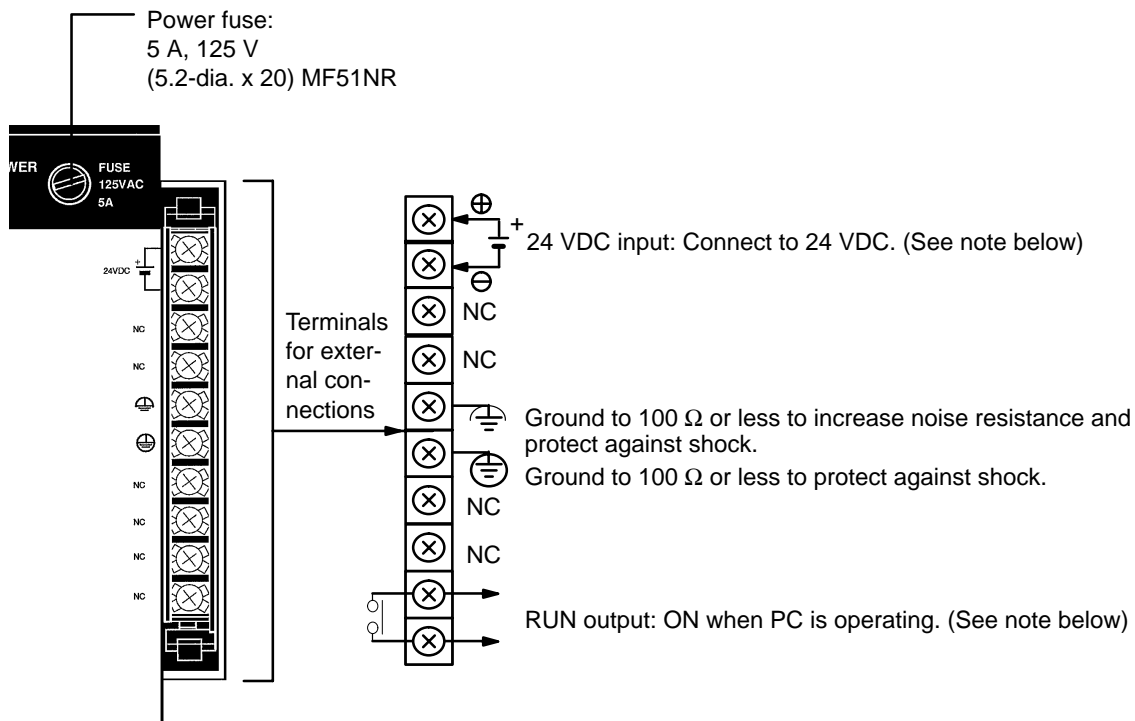 Power fuse:
5 A, 125 V
(5.2-dia. x 20) MF51NR
WER
FUSE
125VAC
5A
+
24VDC
NC
NC
NC
NC
NC
NC
Terminals
for exter-
nal con-
nections
+
24 VDC input: Connect to 24 VDC. (See note below)
NC
NC
Ground to 100 Ω or less to increase noise resistance and
protect against shock.
Ground to 100 Ω or less to protect against shock.
NC
NC
RUN output: ON when PC is operating. (See note below)